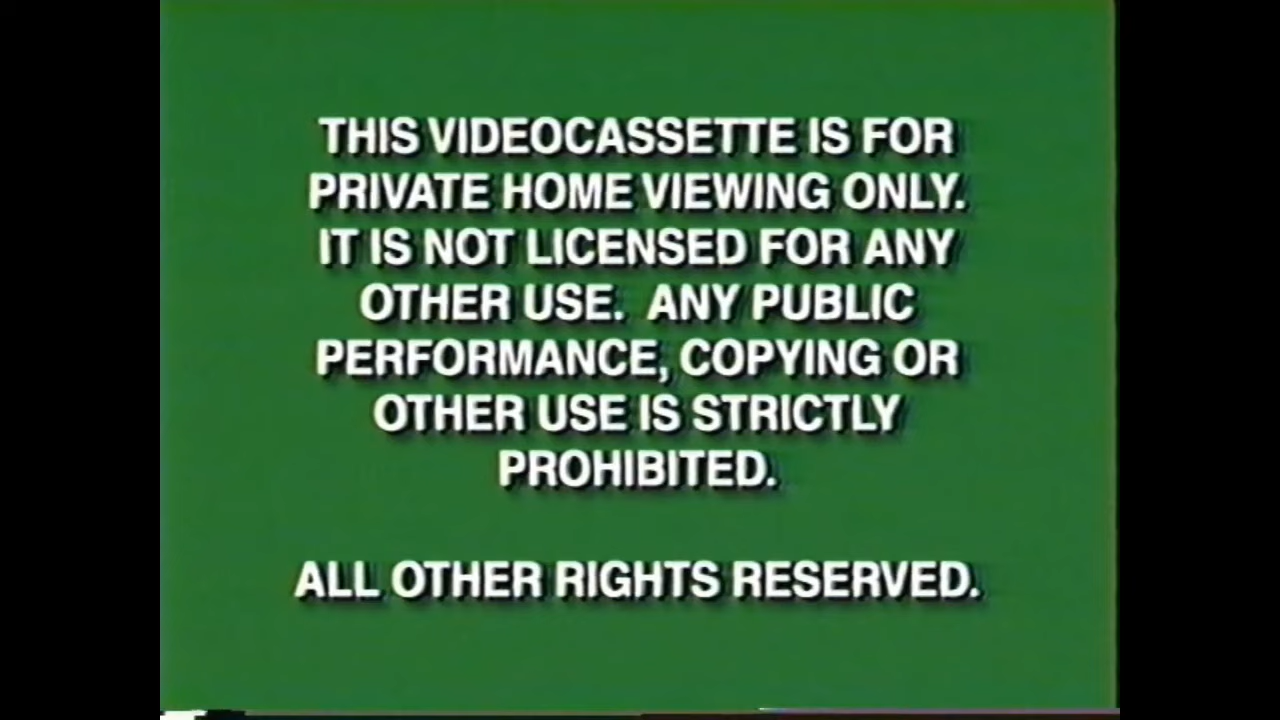 THIS VIDEOCASSETTE IS FOR
PRIVATE HOME VIEWING ONLY.
IT IS NOT LICENSED FOR ANY
OTHER USE.  ANY PUBLIC
PERFORMANCE, COPYING OR
OTHER USE IS STRICTLY
PROHIBITED.
ALL OTHER RIGHTS RESERVED.